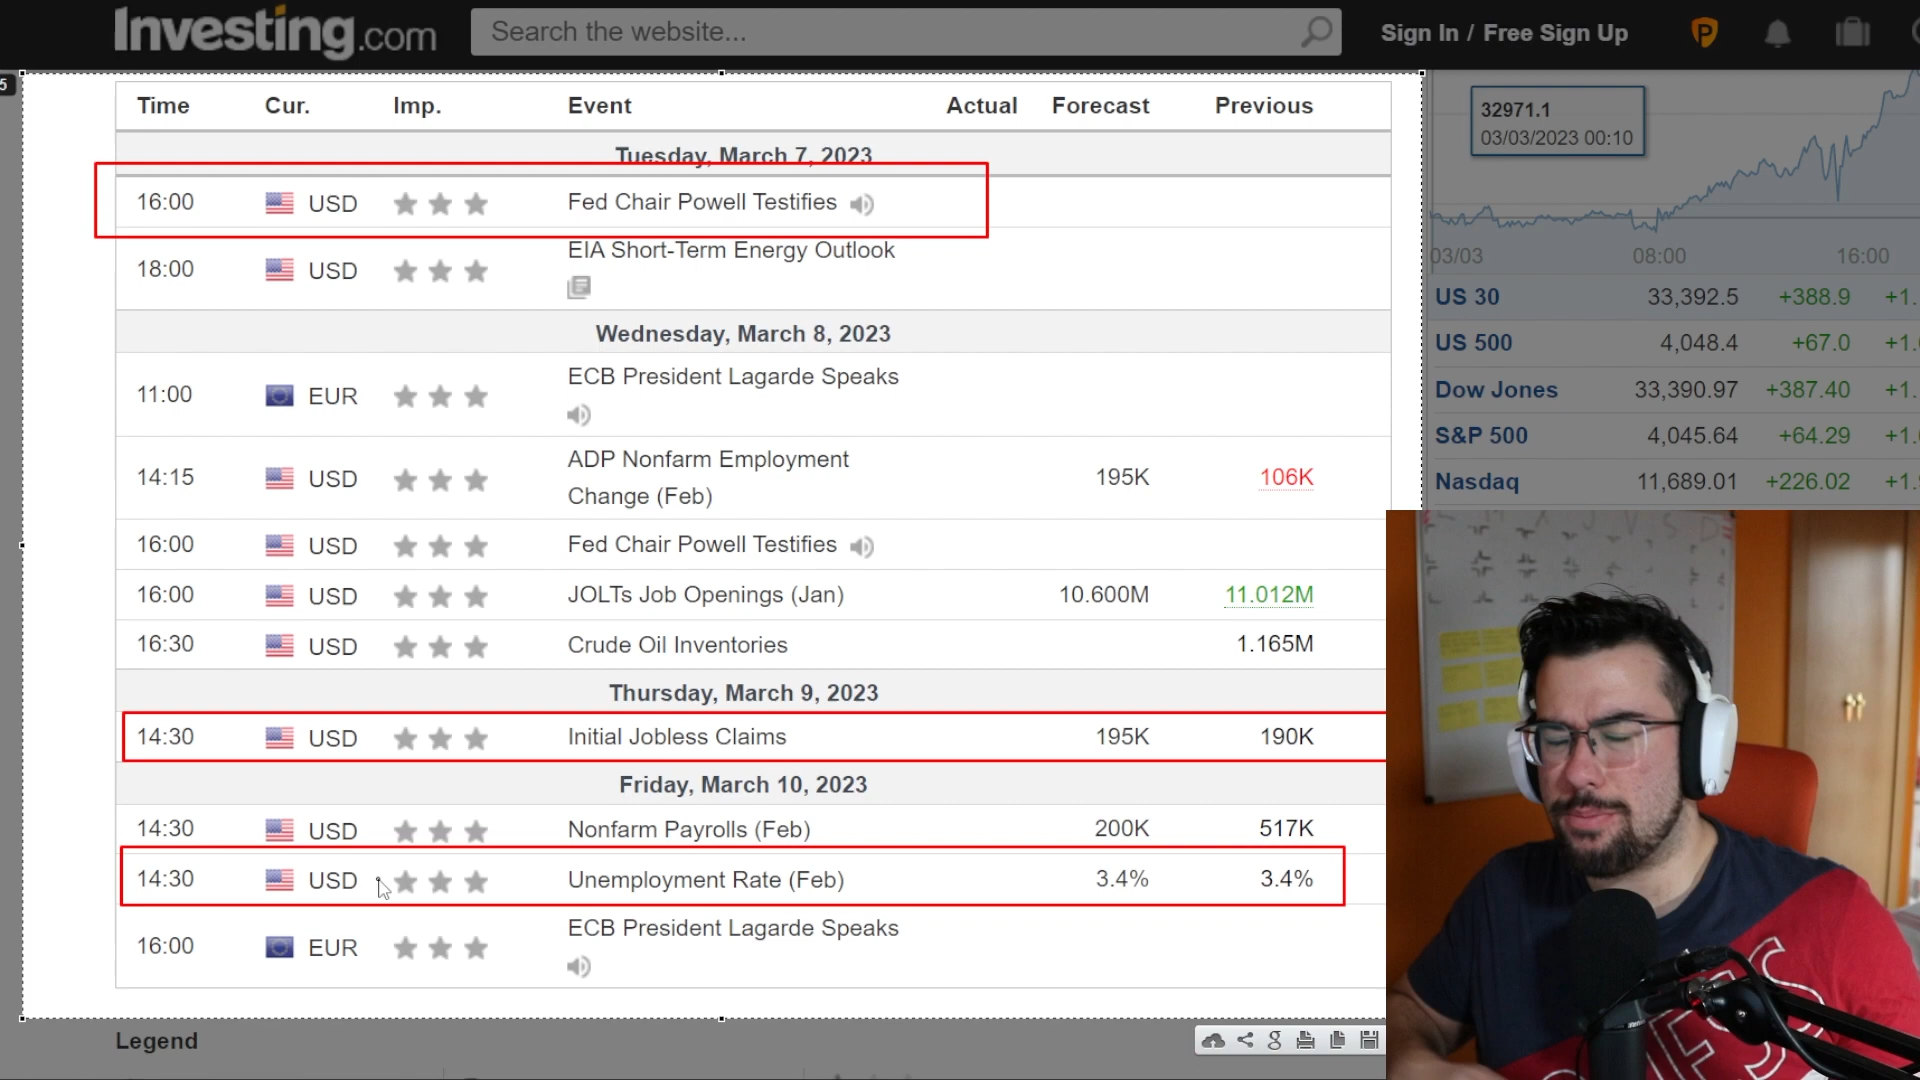 Investing.com
Search the website...
Sign In / Free Sign Up
P
5
Time Cur. Imp. Event Actual Forecast Previous
Tuesday, March 7, 2023
16:00 USD Fed Chair Powell Testifies
18:00 USD EIA Short-Term Energy Outlook
Wednesday, March 8, 2023
11:00 EUR ECB President Lagarde Speaks
14:15 USD ADP Nonfarm Employment Change (Feb) 195K 106K
16:00 USD Fed Chair Powell Testifies
16:00 USD JOLTs Job Openings (Jan) 10.600M 11.012M
16:30 USD Crude Oil Inventories 1.165M
Thursday, March 9, 2023
14:30 USD Initial Jobless Claims 195K 190K
Friday, March 10, 2023
14:30 USD Nonfarm Payrolls (Feb) 200K 517K
14:30 USD Unemployment Rate (Feb) 3.4% 3.4%
16:00 EUR ECB President Lagarde Speaks
Legend
32971.1
03/03/2023 00:10
03/03 08:00 16:00
US 30 33,392.5 +388.9 +1.
US 500 4,048.4 +67.0 +1.
Dow Jones 33,390.97 +387.40 +1.
S&P 500 4,045.64 +64.29 +1.
Nasdaq 11,689.01 +226.02 +1.